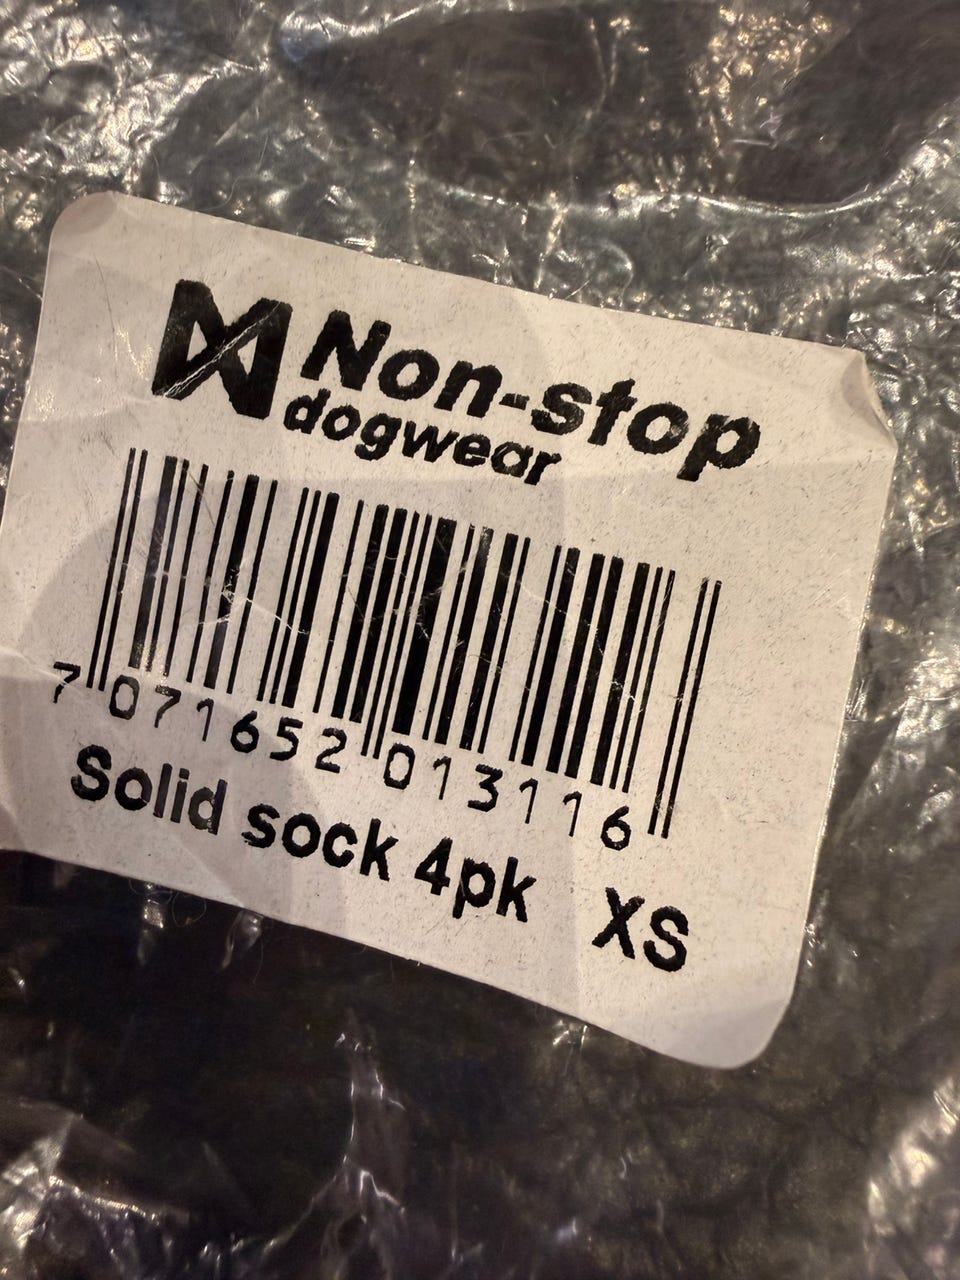 Non-stop
dogwear
7 071652 013116
Solid sock 4pk XS